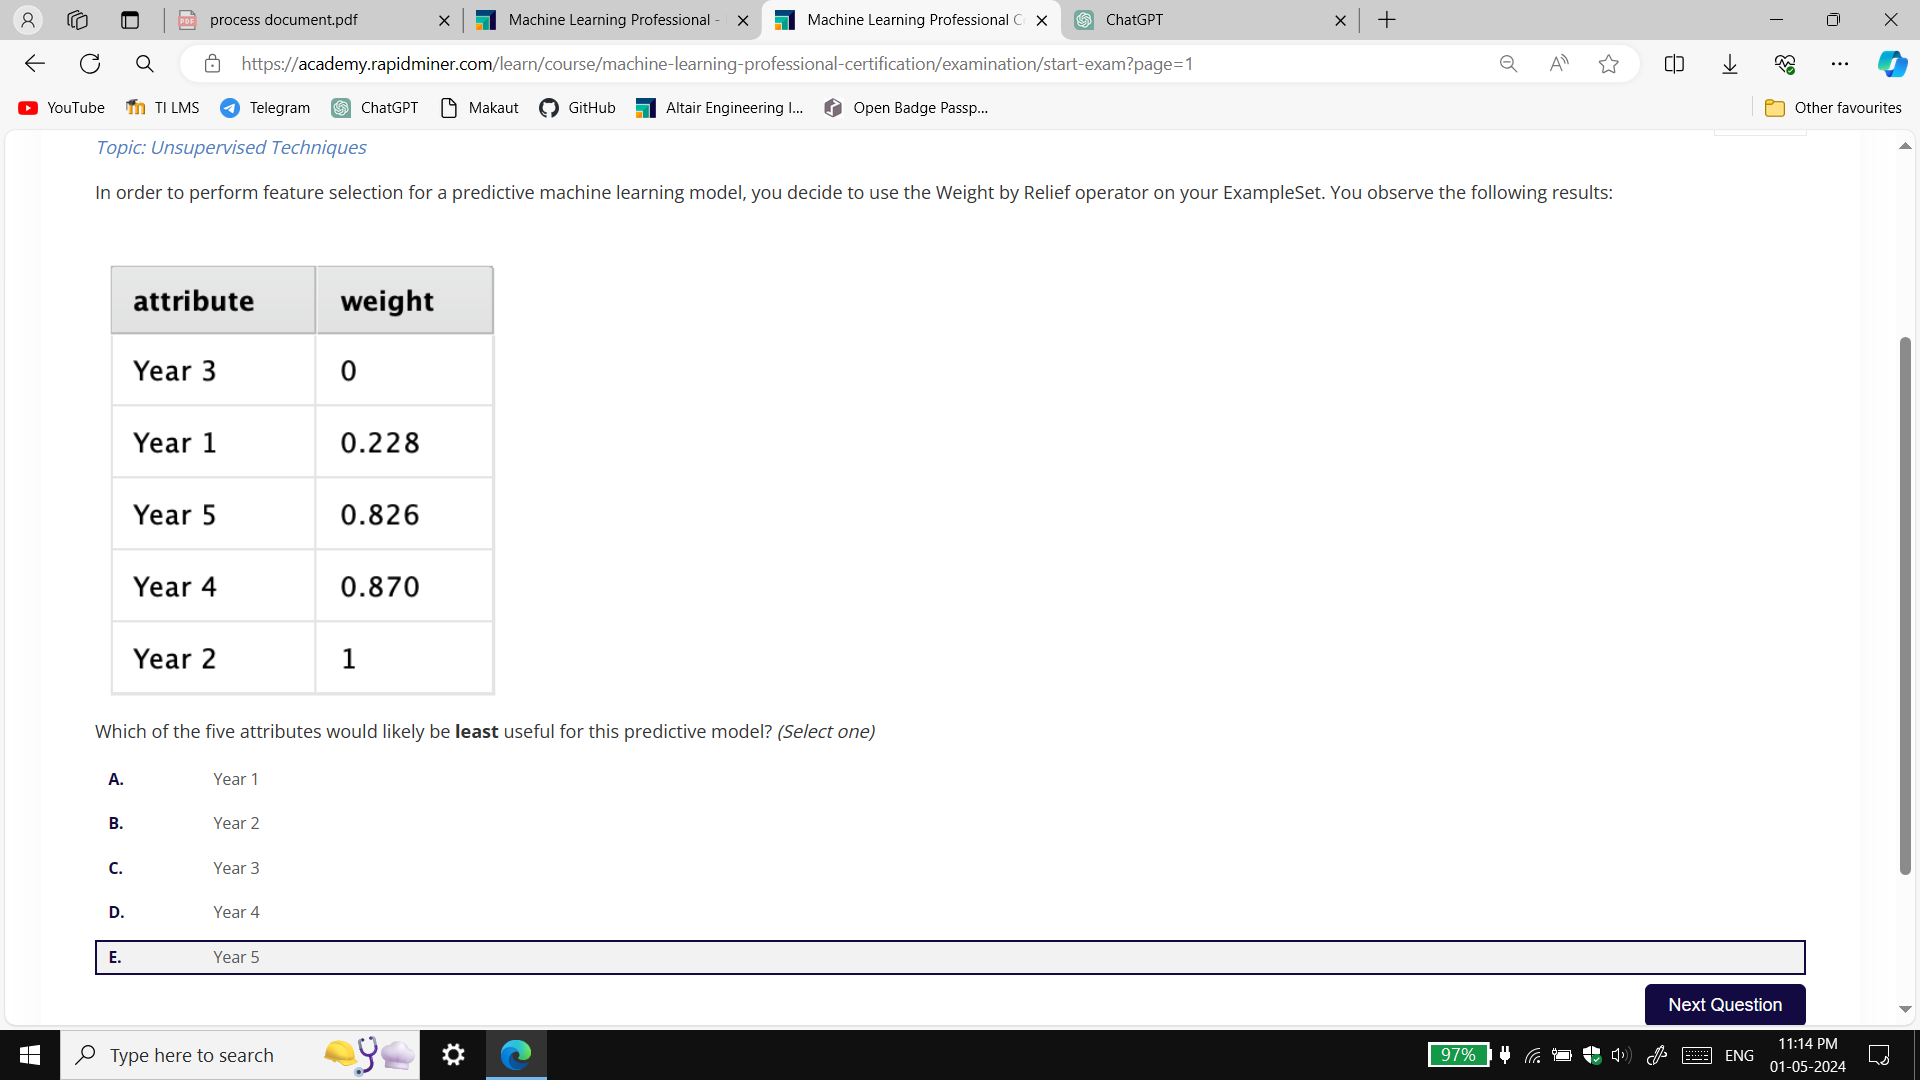 process document.pdf
Machine Learning Professional -
Machine Learning Professional C
ChatGPT
https://academy.rapidminer.com/learn/course/machine-learning-professional-certification/examination/start-exam?page=1
YouTube
TI LMS
Telegram
ChatGPT
Makaut
GitHub
Altair Engineering I...
Open Badge Passp...
Other favourites
Topic: Unsupervised Techniques
In order to perform feature selection for a predictive machine learning model, you decide to use the Weight by Relief operator on your ExampleSet. You observe the following results:
attribute weight
Year 3 0
Year 1 0.228
Year 5 0.826
Year 4 0.870
Year 2 1
Which of the five attributes would likely be least useful for this predictive model? (Select one)
A. Year 1
B. Year 2
C. Year 3
D. Year 4
E. Year 5
Next Question
Type here to search
97%
ENG
11:14 PM
01-05-2024